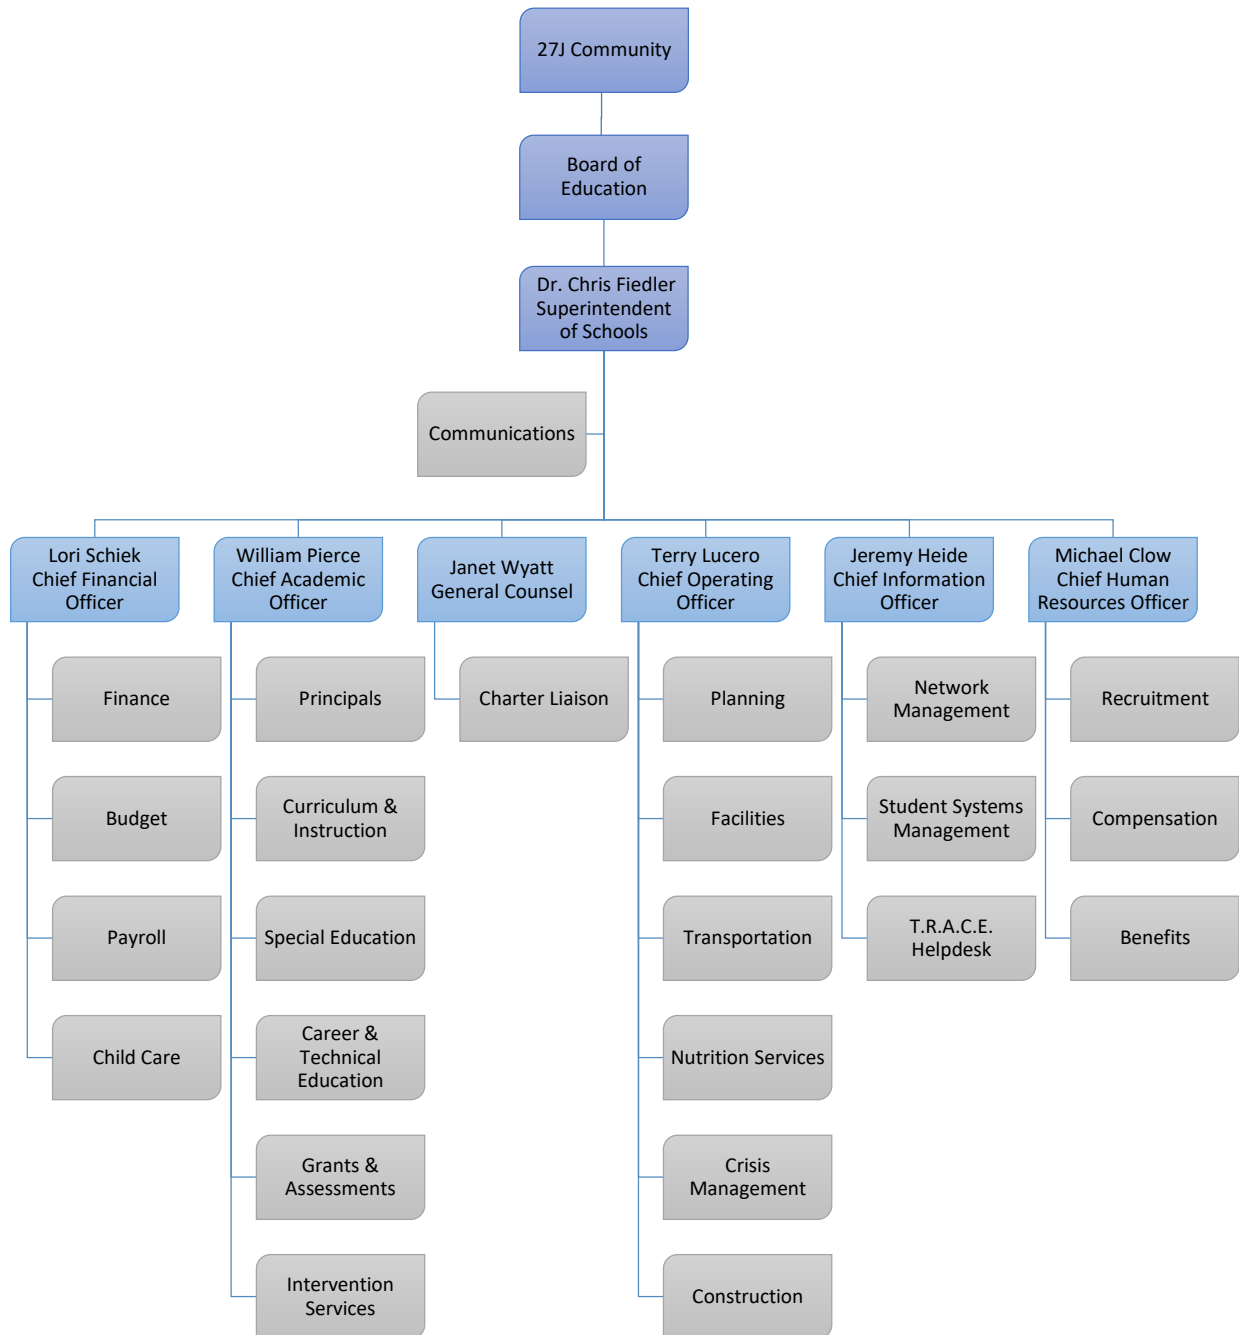 27J Community
Board of
Education
Dr. Chris Fiedler
Superintendent
of Schools
Communications
Lori Schiek
Chief Financial
Officer
William Pierce
Chief Academic
Officer
Janet Wyatt
General Counsel
Terry Lucero
Chief Operating
Officer
Jeremy Heide
Chief Information
Officer
Michael Clow
Chief Human
Resources Officer
Finance
Budget
Payroll
Child Care
Principals
Curriculum &
Instruction
Special Education
Career &
Technical
Education
Grants &
Assessments
Intervention
Services
Charter Liaison
Planning
Facilities
Transportation
Nutrition Services
Crisis
Management
Construction
Network
Management
Student Systems
Management
T.R.A.C.E.
Helpdesk
Recruitment
Compensation
Benefits